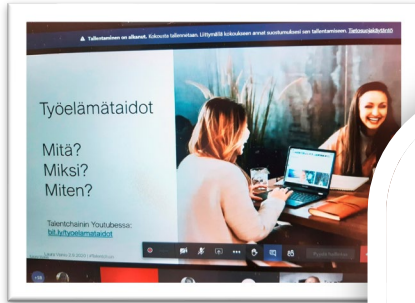 Tallentaminen on alkanut. Kokousta tallennetaan. Liittymällä kokoukseen annat suostumuksesi sen tallentamiseen. Tietosuojakäytäntö
Työelämätaidot
Mitä?
Miksi?
Miten?
Talentchainin Youtubessa:
bit.ly/tyoelamataidot